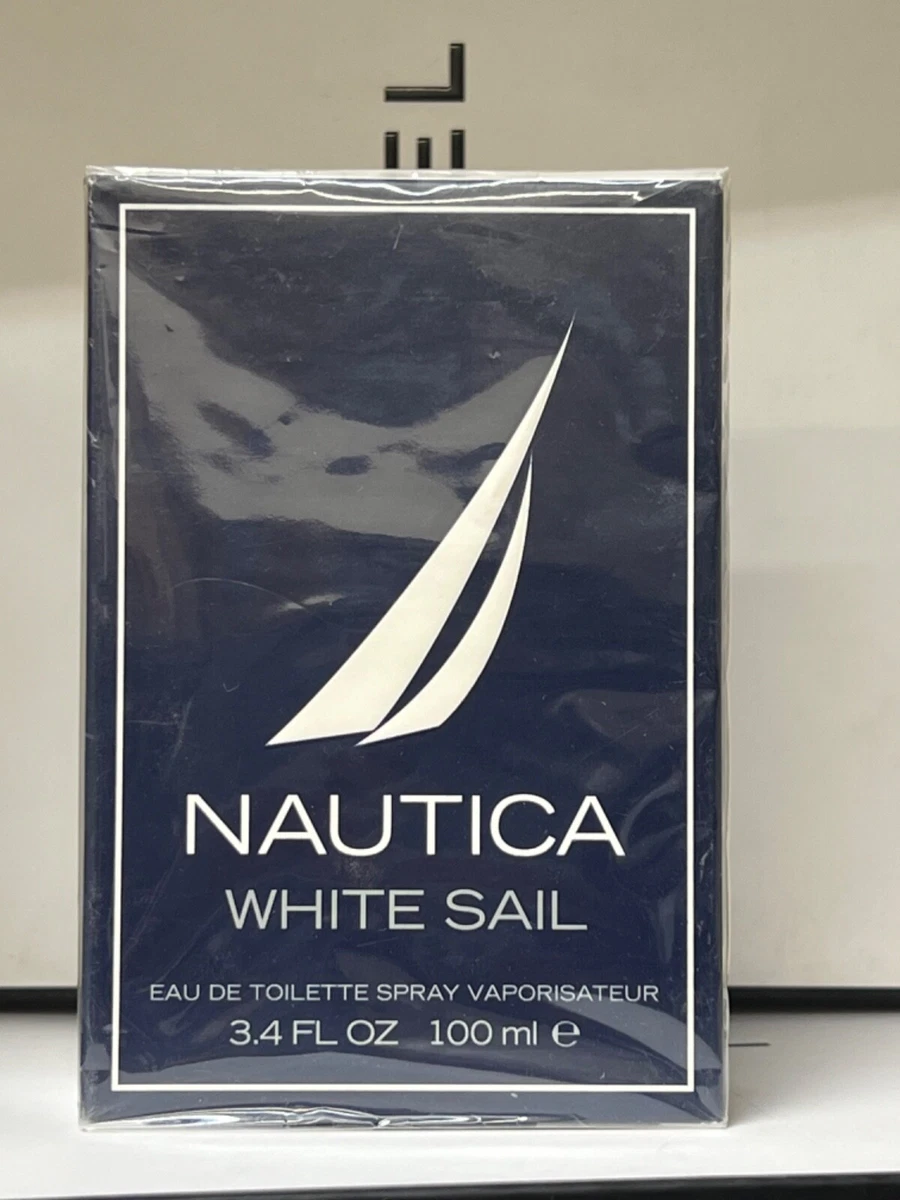 NAUTICA
WHITE SAIL
EAU DE TOILETTE SPRAY VAPORISATEUR
3.4 FL OZ 100 ml ℮